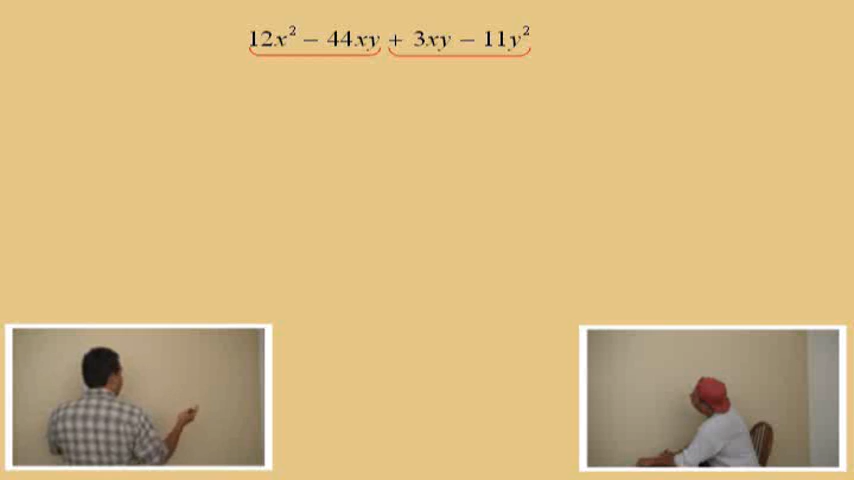 12x² − 44xy + 3xy − 11y²